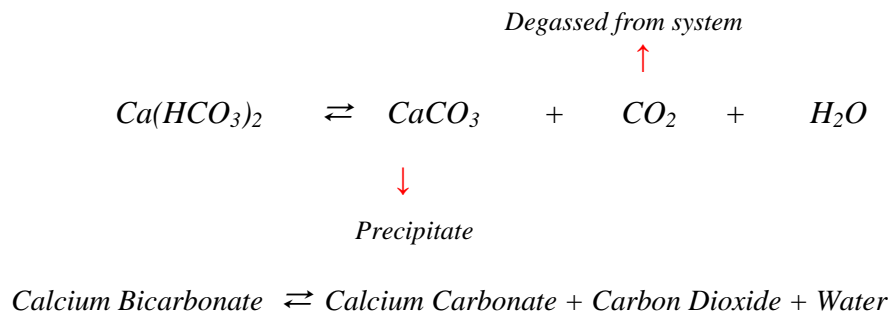 Degassed from system
↑
Ca(HCO₃)₂ ⇄ CaCO₃ + CO₂ + H₂O
↓
Precipitate
Calcium Bicarbonate ⇄ Calcium Carbonate + Carbon Dioxide + Water